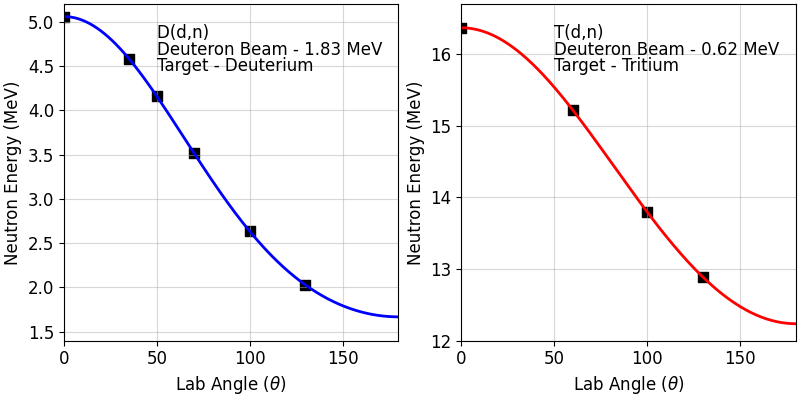 D(d,n)
Deuteron Beam - 1.83 MeV
Target - Deuterium
Neutron Energy (MeV)
5.0
4.5
4.0
3.5
3.0
2.5
2.0
1.5
0 50 100 150
Lab Angle (θ)
T(d,n)
Deuteron Beam - 0.62 MeV
Target - Tritium
Neutron Energy (MeV)
16
15
14
13
12
0 50 100 150
Lab Angle (θ)